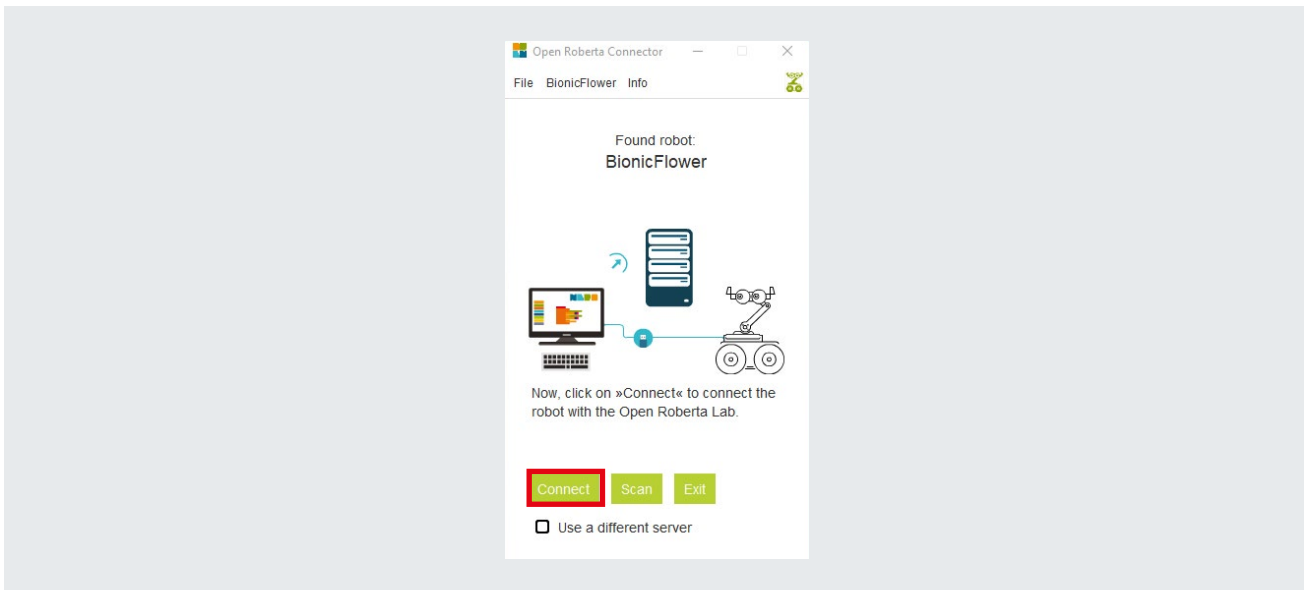 Open Roberta Connector
File BionicFlower Info
Found robot:
BionicFlower
Now, click on »Connect« to connect the
robot with the Open Roberta Lab.
Connect Scan Exit
Use a different server